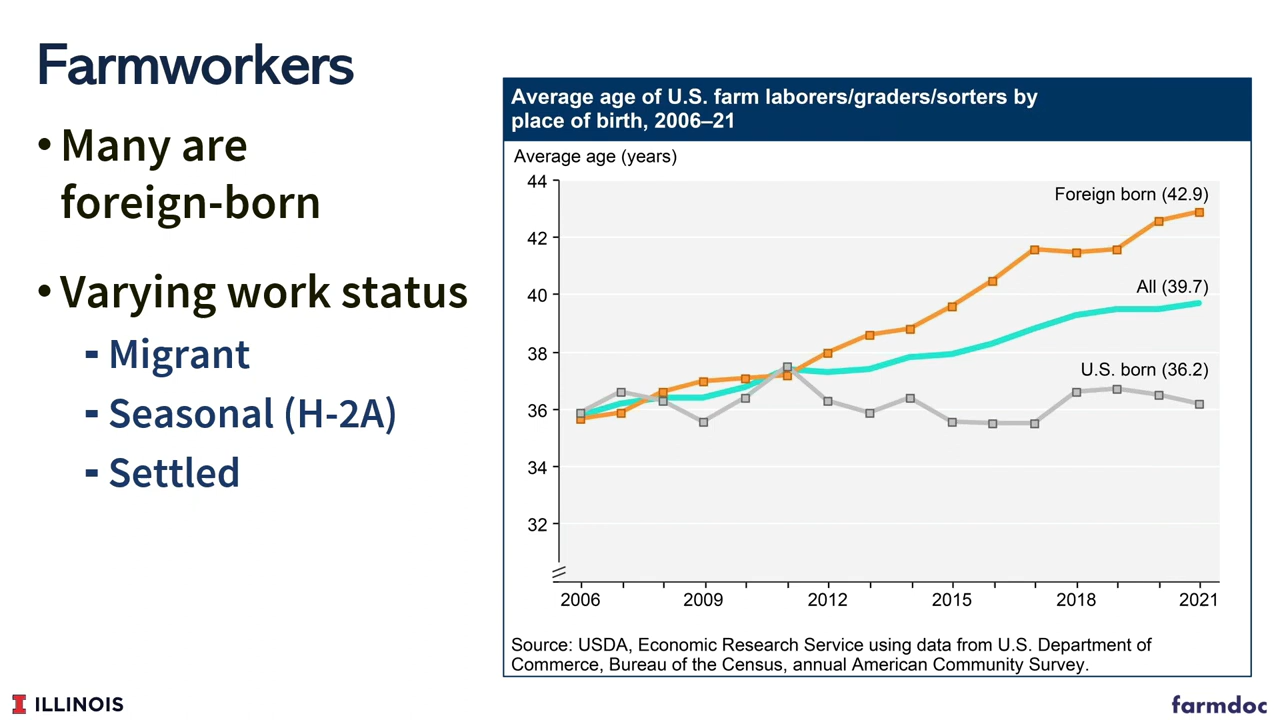 Farmworkers
• Many are
foreign-born
• Varying work status
- Migrant
- Seasonal (H-2A)
- Settled
Average age of U.S. farm laborers/graders/sorters by
place of birth, 2006–21
Average age (years)
44
42
40
38
36
34
32
Foreign born (42.9)
All (39.7)
U.S. born (36.2)
2006 2009 2012 2015 2018 2021
Source: USDA, Economic Research Service using data from U.S. Department of
Commerce, Bureau of the Census, annual American Community Survey.
I ILLINOIS
farmdoc